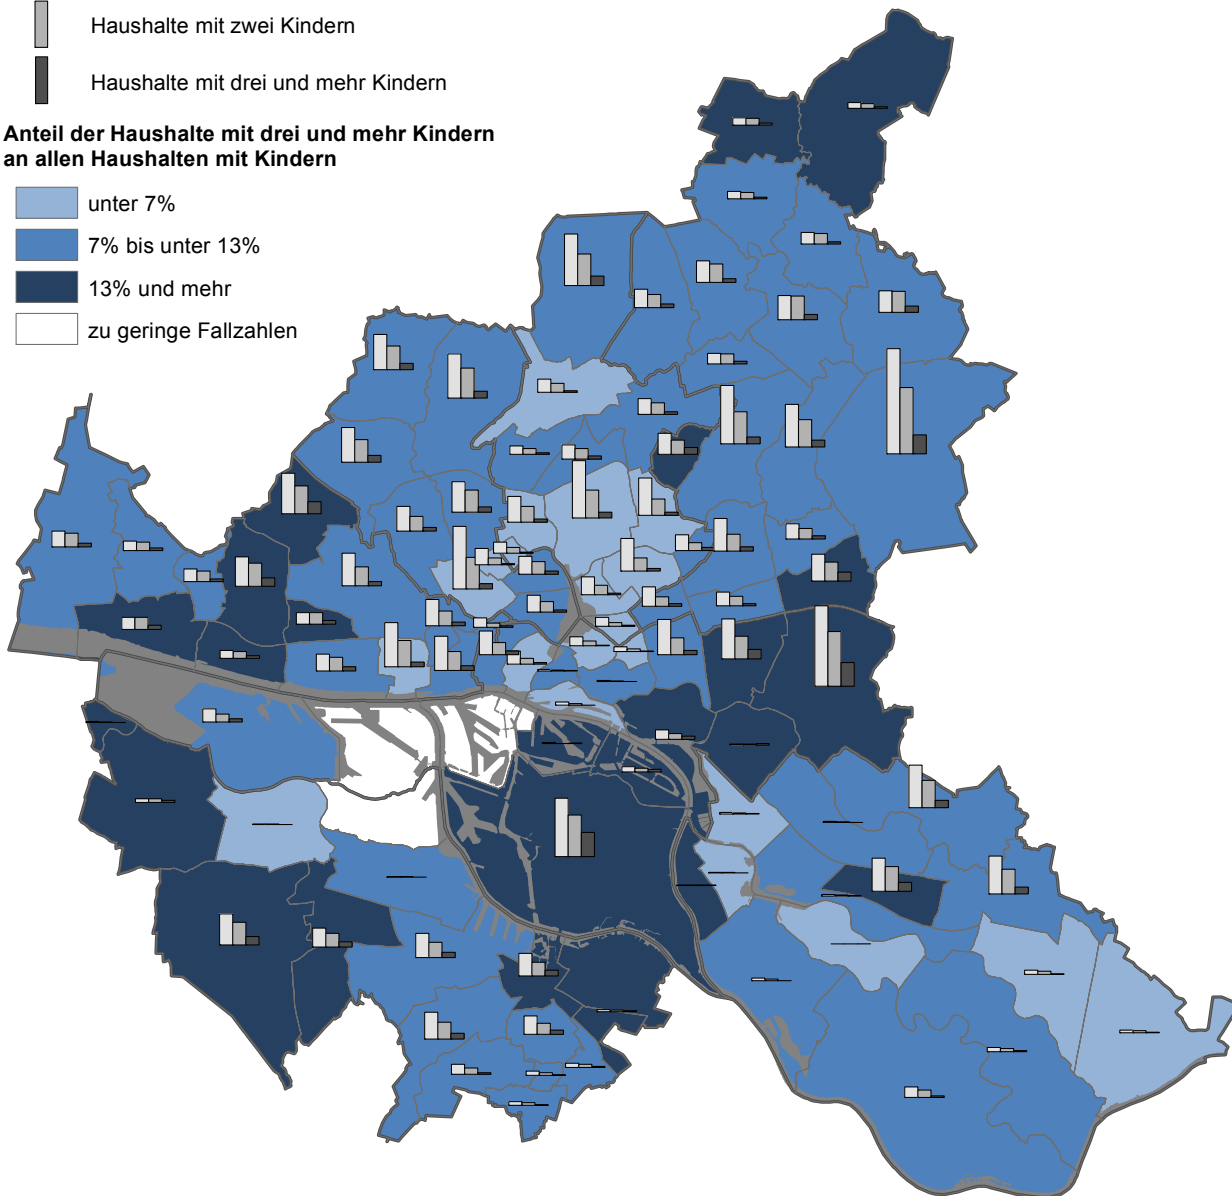 Haushalte mit zwei Kindern
Haushalte mit drei und mehr Kindern
Anteil der Haushalte mit drei und mehr Kindern
an allen Haushalten mit Kindern
unter 7%
7% bis unter 13%
13% und mehr
zu geringe Fallzahlen